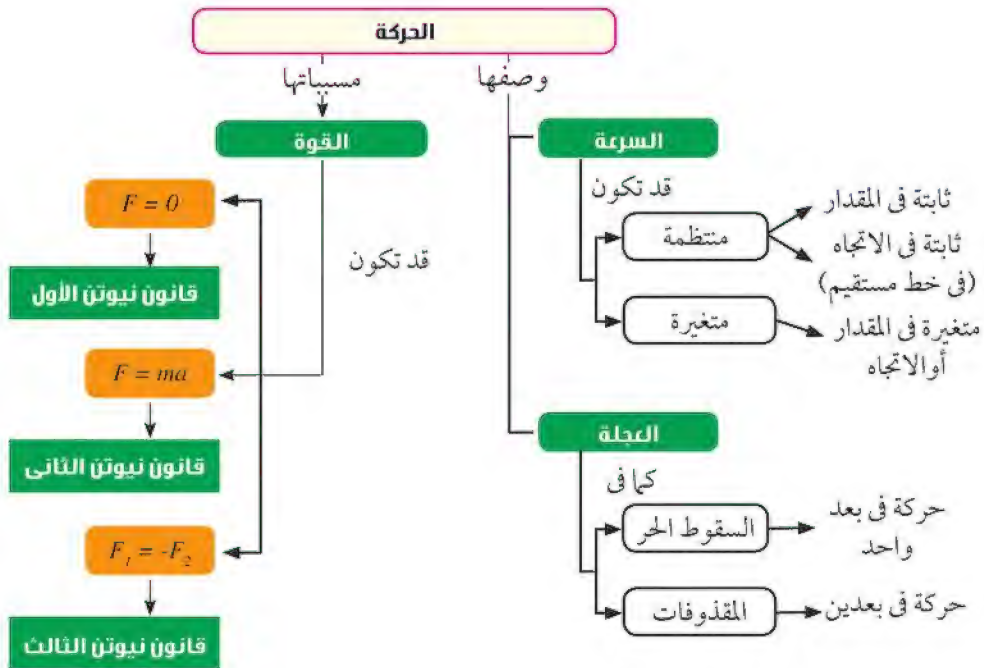 الحركة
وصفها
مسبباتها
السرعة
قد تكون
منتظمة
ثابتة فى المقدار
ثابتة فى الاتجاه
(فى خط مستقيم)
متغيرة
متغيرة فى المقدار
أو الاتجاه
العجلة
كما فى
السقوط الحر
حركة فى بعد
واحد
المقذوفات
حركة فى بعدين
القوة
قد تكون
F = 0
قانون نيوتن الأول
F = ma
قانون نيوتن الثانى
F₁ = -F₂
قانون نيوتن الثالث